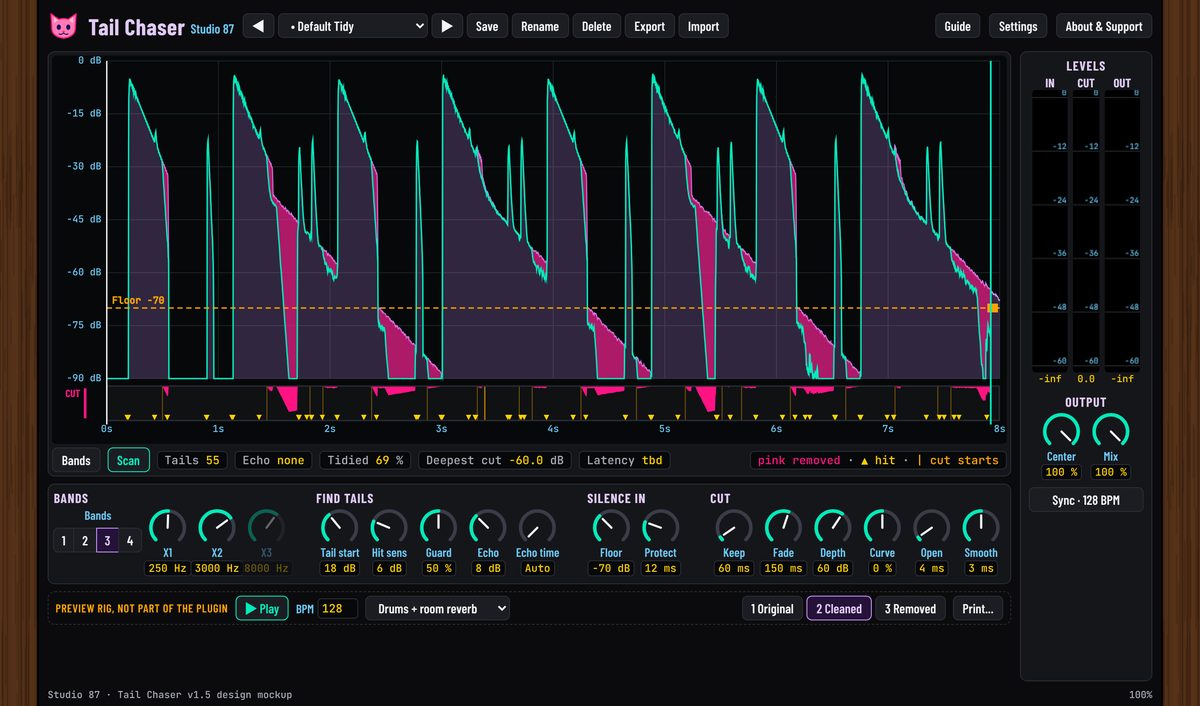 Tail Chaser Studio 87 ◀ • Default Tidy ▶ Save Rename Delete Export Import Guide Settings About & Support
0 dB
-15 dB
-30 dB
-45 dB
-60 dB
-75 dB
-90 dB
Floor -70
CUT
0s 1s 2s 3s 4s 5s 6s 7s 8s
LEVELS
IN CUT OUT
0 0 0
-12 -12 -12
-24 -24 -24
-36 -36 -36
-48 -48 -48
-60 -60 -60
-inf 0.0 -inf
OUTPUT
Center Mix
100 % 100 %
Sync · 128 BPM
Bands Scan Tails 55 Echo none Tidied 69 % Deepest cut -60.0 dB Latency tbd pink removed · ▲ hit · | cut starts
BANDS FIND TAILS SILENCE IN CUT
Bands
1 2 3 4
X1 X2 X3 Tail start Hit sens Guard Echo Echo time Floor Protect Keep Fade Depth Curve Open Smooth
250 Hz 3000 Hz 8000 Hz 18 dB 6 dB 50 % 8 dB Auto -70 dB 12 ms 60 ms 150 ms 60 dB 0 % 4 ms 3 ms
PREVIEW RIG, NOT PART OF THE PLUGIN ▶ Play BPM 128 Drums + room reverb 1 Original 2 Cleaned 3 Removed Print...
Studio 87 · Tail Chaser v1.5 design mockup 100%